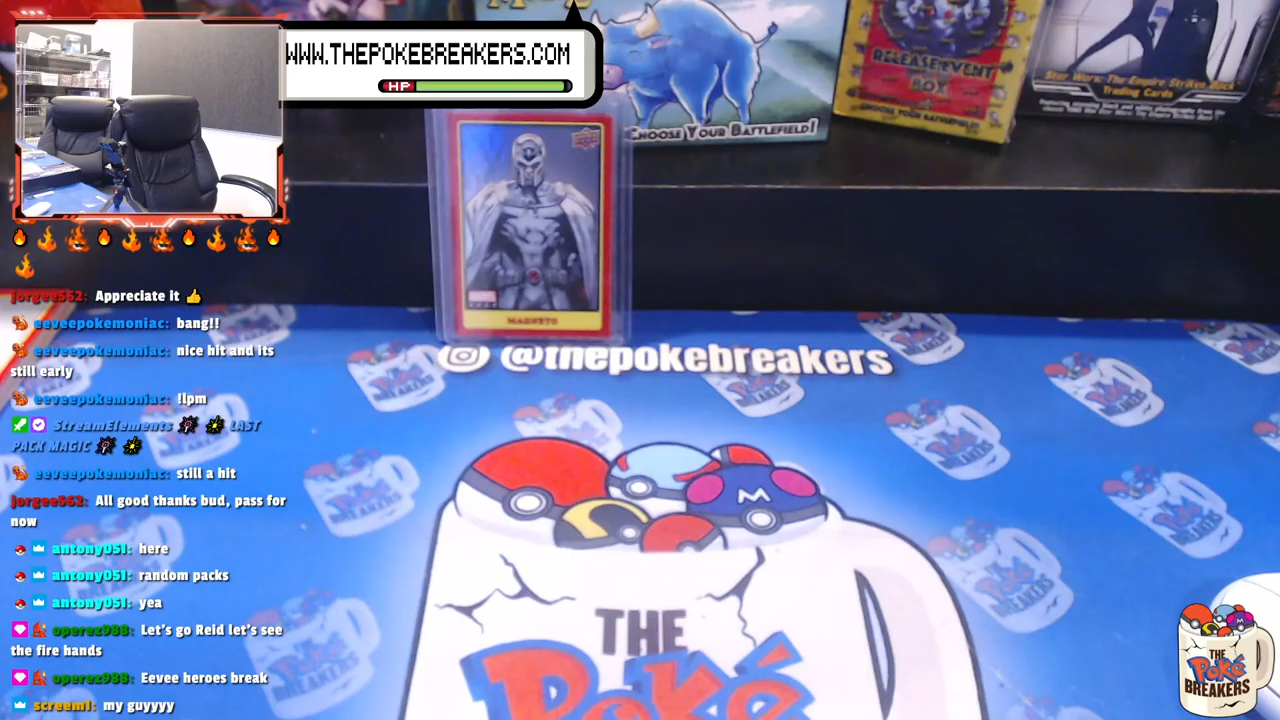 WWW.THEPOKEBREAKERS.COM
HP
CHOOSE YOUR BATTLEFIELD!
RELEASE EVENT
BOX
CHOOSE YOUR BATTLEFIELD!
Star Wars: The Empire Strikes Back
Trading Cards
MARVEL
MAGNETO
@thepokebreakers
jorgee562: Appreciate it 👍
eeveepokemoniac: bang!!
eeveepokemoniac: nice hit and its
still early
eeveepokemoniac: !lpm
StreamElements LAST
PACK MAGIC
eeveepokemoniac: still a hit
jorgee562: All good thanks bud, pass for
now
antony051: here
antony051: random packs
antony051: yea
operez988: Let's go Reid let's see
the fire hands
operez988: Eevee heroes break
screem1: my guyyyy
M
THE
Poké
THE
Poké
BREAKERS